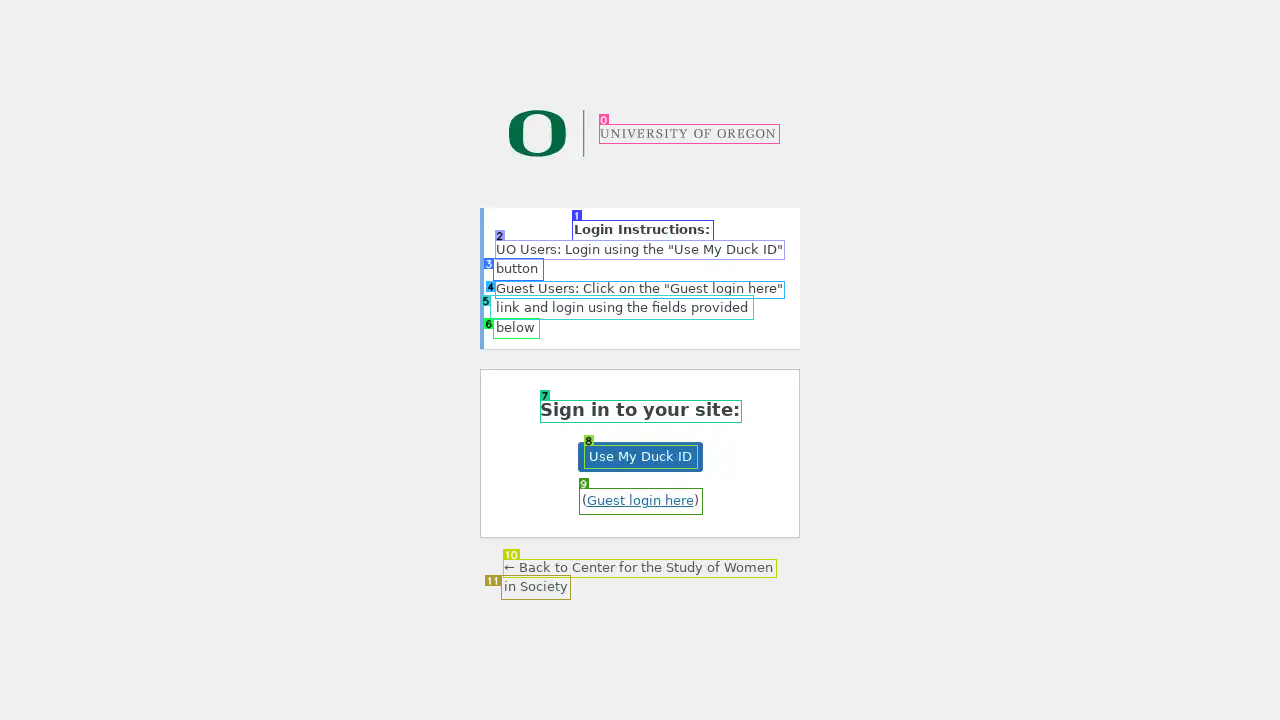 UNIVERSITY OF OREGON
Login Instructions:
UO Users: Login using the "Use My Duck ID"
button
Guest Users: Click on the "Guest login here"
link and login using the fields provided
below
Sign in to your site:
Use My Duck ID
(Guest login here)
← Back to Center for the Study of Women
in Society